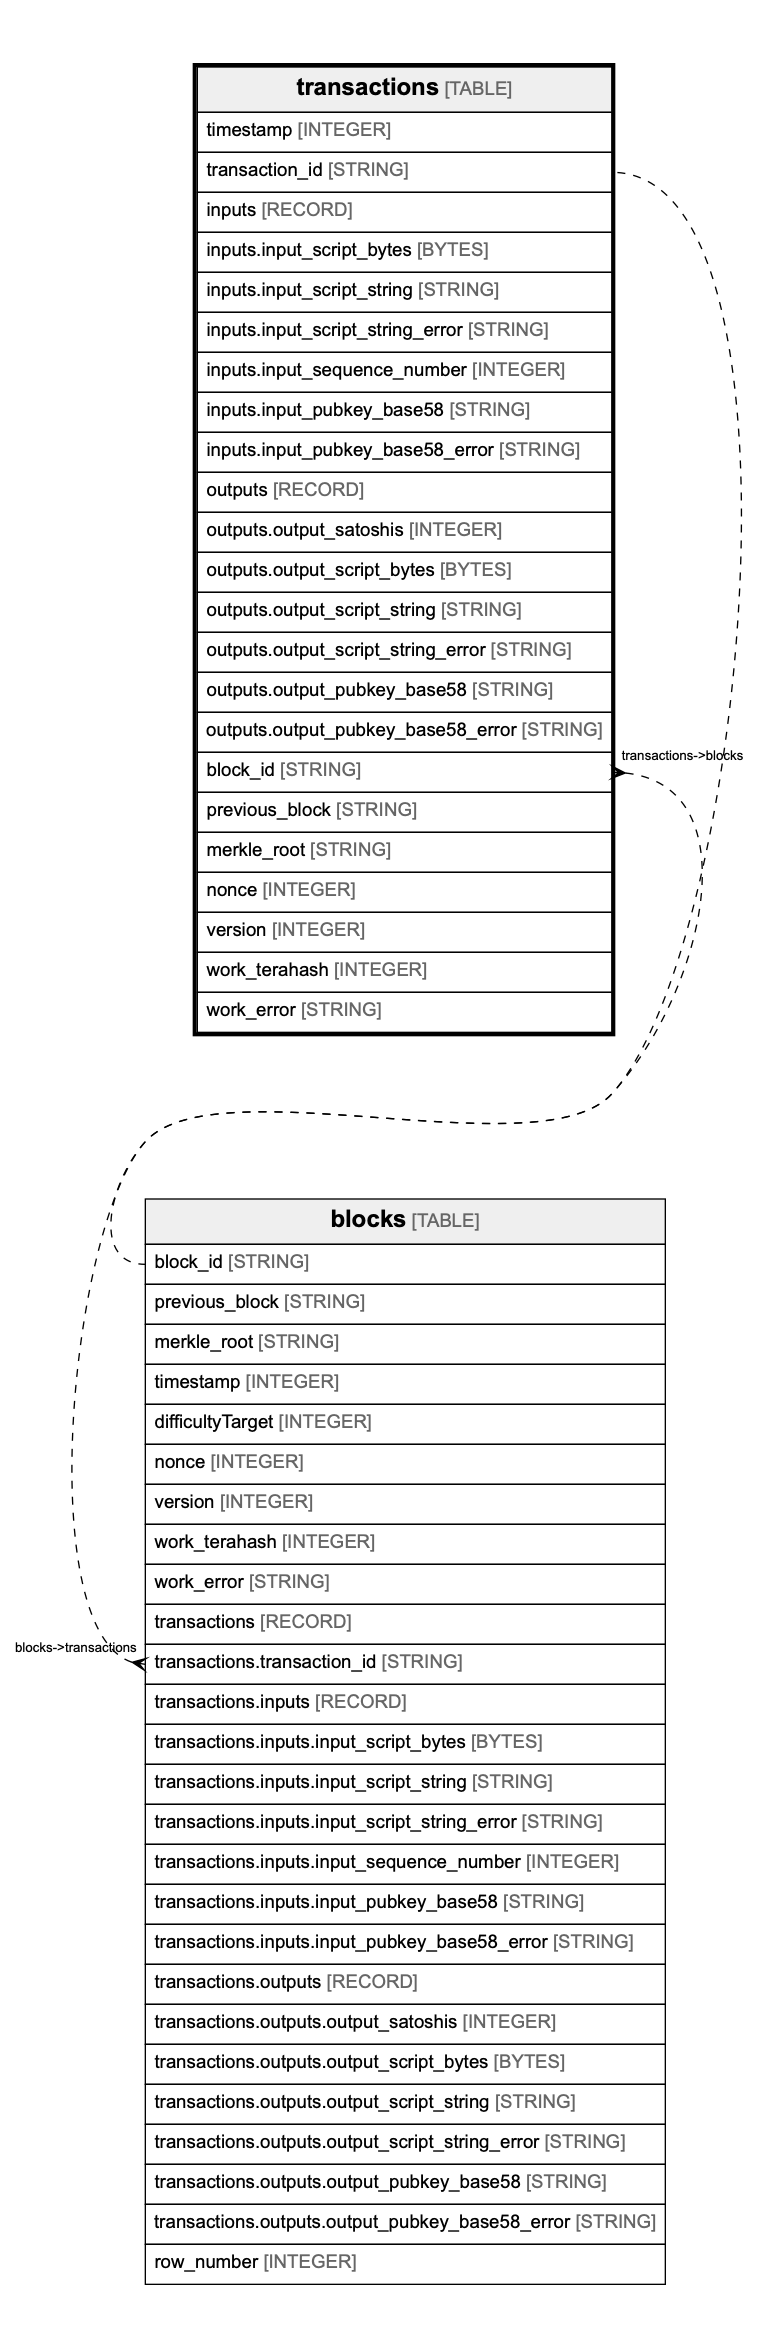 transactions [TABLE]
timestamp [INTEGER]
transaction_id [STRING]
inputs [RECORD]
inputs.input_script_bytes [BYTES]
inputs.input_script_string [STRING]
inputs.input_script_string_error [STRING]
inputs.input_sequence_number [INTEGER]
inputs.input_pubkey_base58 [STRING]
inputs.input_pubkey_base58_error [STRING]
outputs [RECORD]
outputs.output_satoshis [INTEGER]
outputs.output_script_bytes [BYTES]
outputs.output_script_string [STRING]
outputs.output_script_string_error [STRING]
outputs.output_pubkey_base58 [STRING]
outputs.output_pubkey_base58_error [STRING]
transactions->blocks
block_id [STRING]
previous_block [STRING]
merkle_root [STRING]
nonce [INTEGER]
version [INTEGER]
work_terahash [INTEGER]
work_error [STRING]
blocks [TABLE]
block_id [STRING]
previous_block [STRING]
merkle_root [STRING]
timestamp [INTEGER]
difficultyTarget [INTEGER]
nonce [INTEGER]
version [INTEGER]
work_terahash [INTEGER]
work_error [STRING]
transactions [RECORD]
blocks->transactions
transactions.transaction_id [STRING]
transactions.inputs [RECORD]
transactions.inputs.input_script_bytes [BYTES]
transactions.inputs.input_script_string [STRING]
transactions.inputs.input_script_string_error [STRING]
transactions.inputs.input_sequence_number [INTEGER]
transactions.inputs.input_pubkey_base58 [STRING]
transactions.inputs.input_pubkey_base58_error [STRING]
transactions.outputs [RECORD]
transactions.outputs.output_satoshis [INTEGER]
transactions.outputs.output_script_bytes [BYTES]
transactions.outputs.output_script_string [STRING]
transactions.outputs.output_script_string_error [STRING]
transactions.outputs.output_pubkey_base58 [STRING]
transactions.outputs.output_pubkey_base58_error [STRING]
row_number [INTEGER]